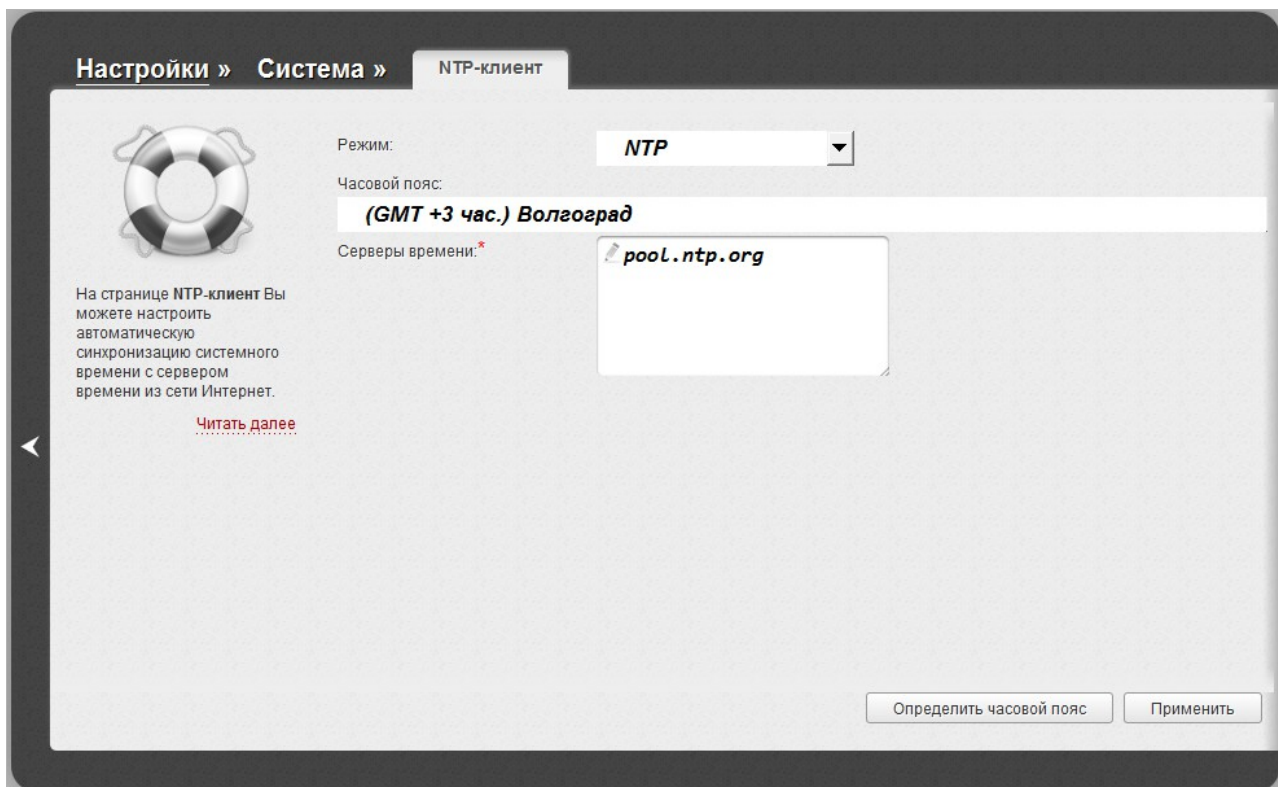 Настройки » Система » NTP-клиент
Режим: NTP
Часовой пояс:
(GMT +3 час.) Волгоград
Серверы времени:* pool.ntp.org
На странице NTP-клиент Вы
можете настроить
автоматическую
синхронизацию системного
времени с сервером
времени из сети Интернет.
Читать далее
Определить часовой пояс Применить